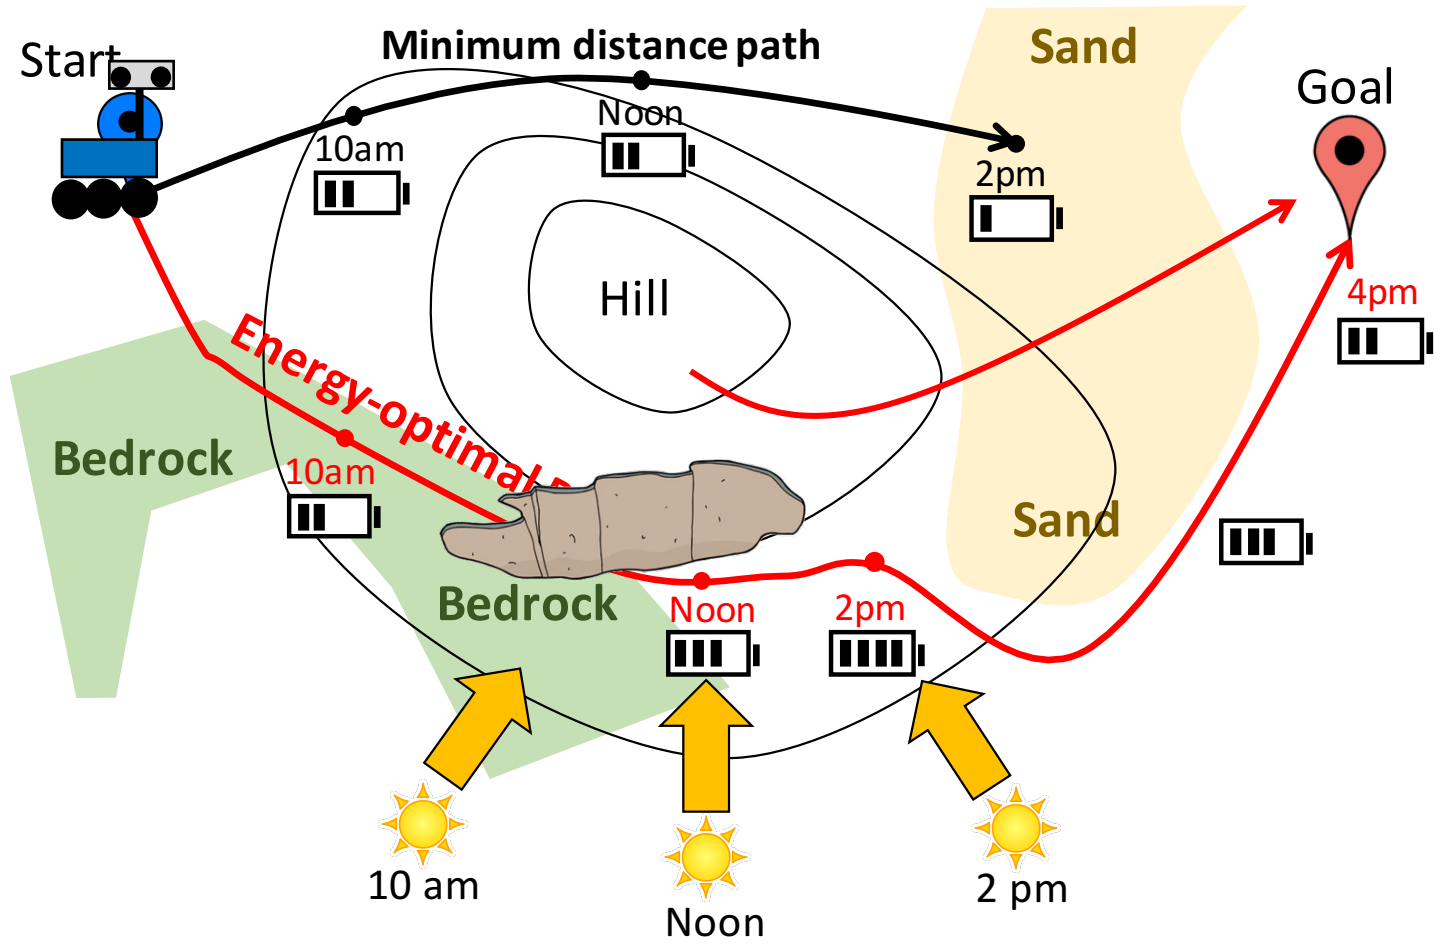 Minimum distance path
Start
Sand
Goal
Noon
10am
2pm
Hill
4pm
Energy-optimal
Bedrock
10am
Sand
Bedrock
Noon
2pm
10 am
Noon
2 pm